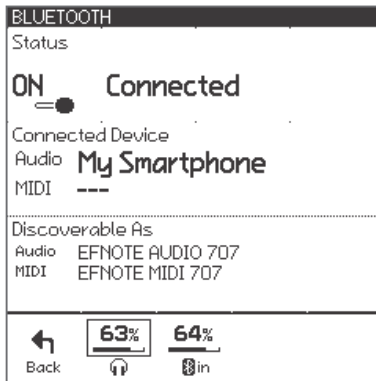 BLUETOOTH
Status
ON Connected
Connected Device
Audio My Smartphone
MIDI ---
Discoverable As
Audio EFNOTE AUDIO 707
MIDI EFNOTE MIDI 707
63% 64%
Back in